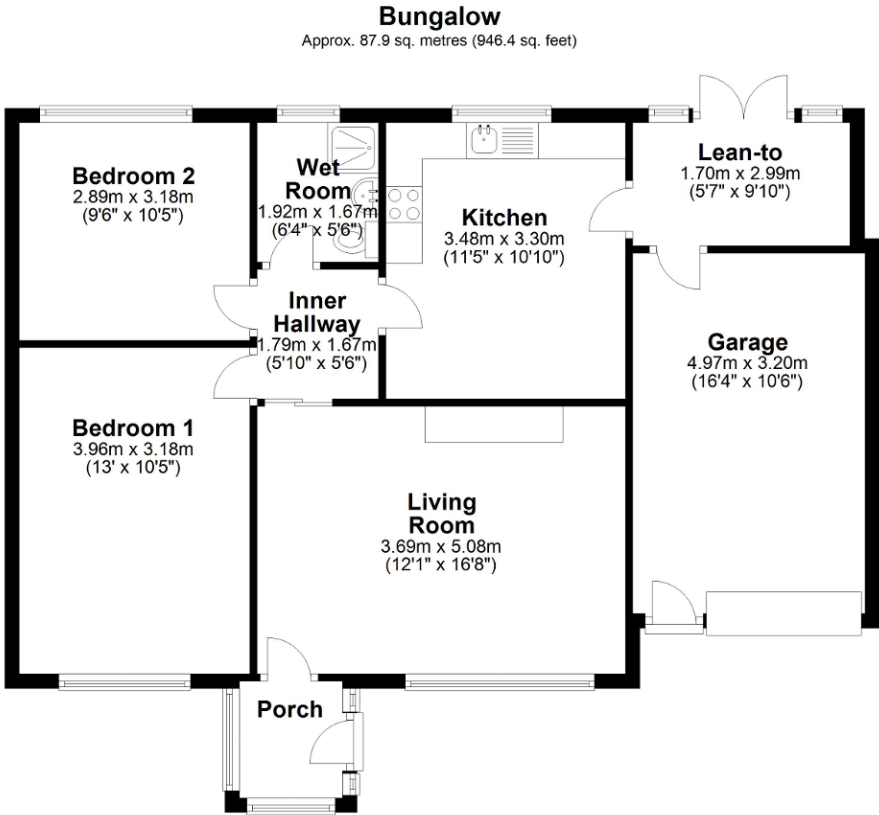 Bungalow
Approx. 87.9 sq. metres (946.4 sq. feet)
Bedroom 2
2.89m x 3.18m
(9'6" x 10'5")
Wet
Room
1.92m x 1.67m
(6'4" x 5'6")
Kitchen
3.48m x 3.30m
(11'5" x 10'10")
Lean-to
1.70m x 2.99m
(5'7" x 9'10")
Inner
Hallway
1.79m x 1.67m
(5'10" x 5'6")
Garage
4.97m x 3.20m
(16'4" x 10'6")
Bedroom 1
3.96m x 3.18m
(13' x 10'5")
Living
Room
3.69m x 5.08m
(12'1" x 16'8")
Porch